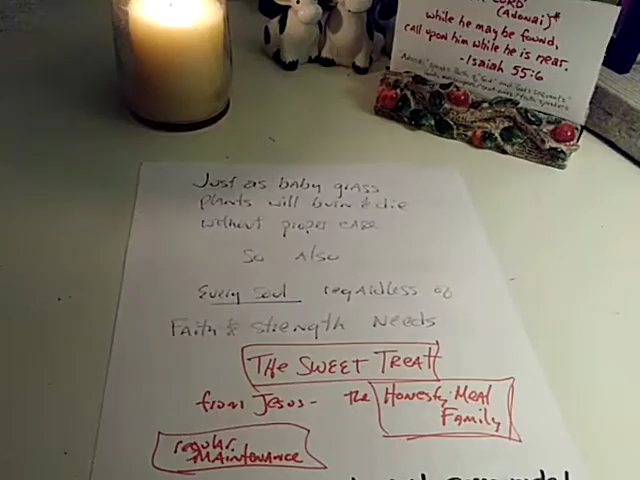 LORD'
(Adonai)*
while he may be found,
call upon him while he is near.
-Isaiah 55:6
Just as baby grass
plants will burn & die
without proper care
So Also
Every soul regardless of
Faith & Strength Needs
THE SWEET TREAT
from Jesus- the Honesty-Meal
Family
regular
MAINTENANCE